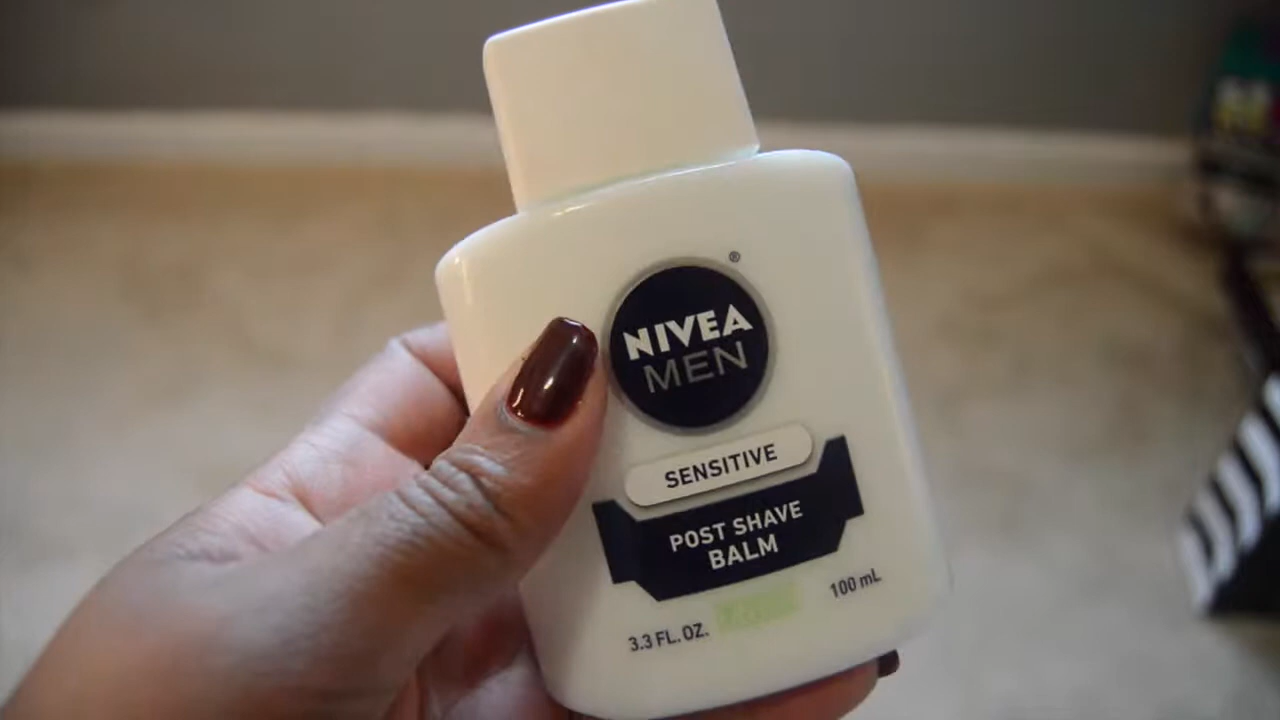 ®
NIVEA
MEN
SENSITIVE
POST SHAVE
BALM
3.3 FL. OZ. 100 mL